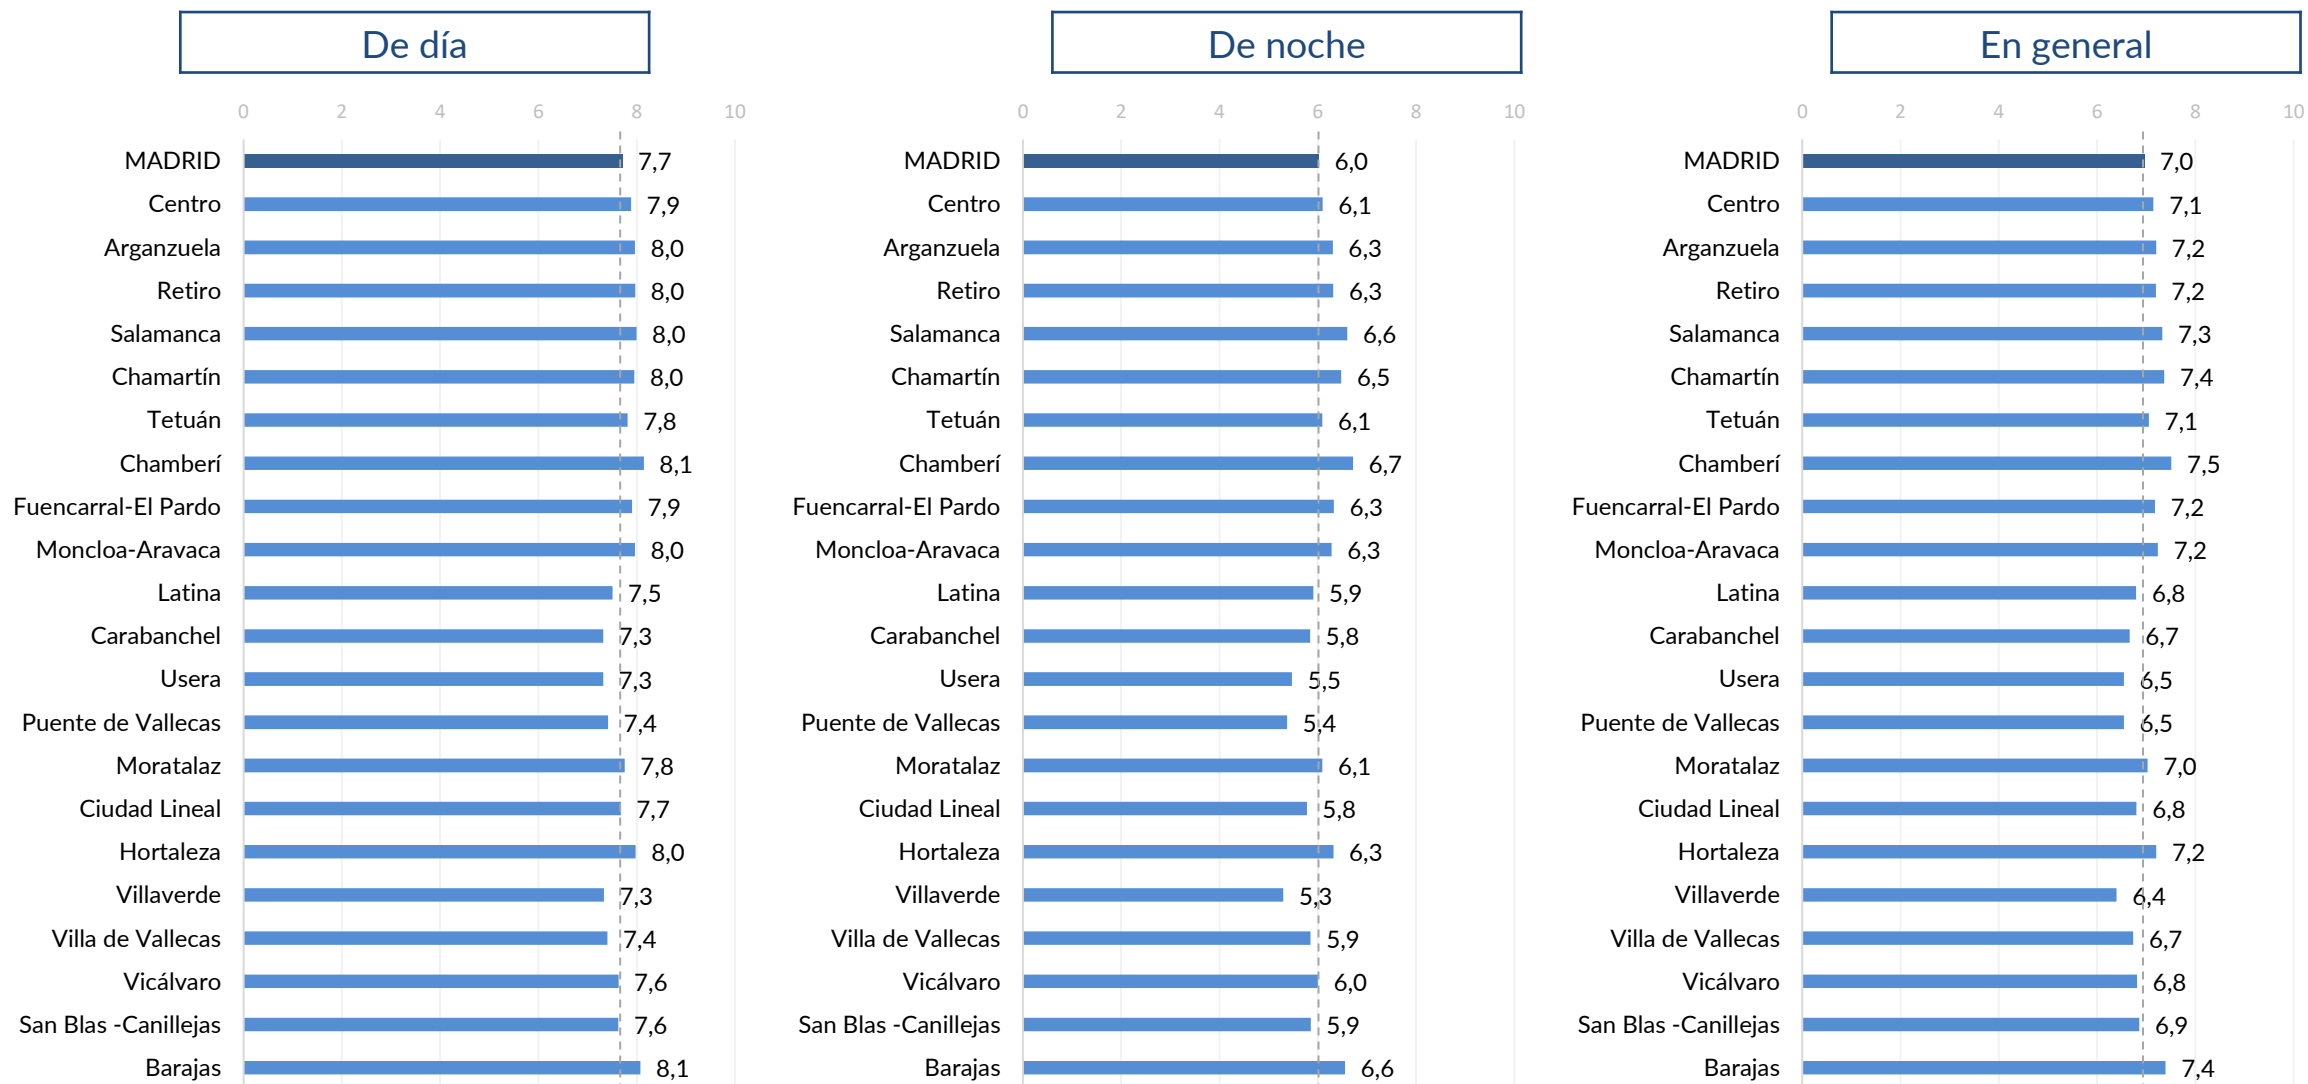 De día De noche En general
0 2 4 6 8 10 0 2 4 6 8 10 0 2 4 6 8 10
MADRID 7,7 MADRID 6,0 MADRID 7,0
Centro 7,9 Centro 6,1 Centro 7,1
Arganzuela 8,0 Arganzuela 6,3 Arganzuela 7,2
Retiro 8,0 Retiro 6,3 Retiro 7,2
Salamanca 8,0 Salamanca 6,6 Salamanca 7,3
Chamartín 8,0 Chamartín 6,5 Chamartín 7,4
Tetuán 7,8 Tetuán 6,1 Tetuán 7,1
Chamberí 8,1 Chamberí 6,7 Chamberí 7,5
Fuencarral-El Pardo 7,9 Fuencarral-El Pardo 6,3 Fuencarral-El Pardo 7,2
Moncloa-Aravaca 8,0 Moncloa-Aravaca 6,3 Moncloa-Aravaca 7,2
Latina 7,5 Latina 5,9 Latina 6,8
Carabanchel 7,3 Carabanchel 5,8 Carabanchel 6,7
Usera 7,3 Usera 5,5 Usera 6,5
Puente de Vallecas 7,4 Puente de Vallecas 5,4 Puente de Vallecas 6,5
Moratalaz 7,8 Moratalaz 6,1 Moratalaz 7,0
Ciudad Lineal 7,7 Ciudad Lineal 5,8 Ciudad Lineal 6,8
Hortaleza 8,0 Hortaleza 6,3 Hortaleza 7,2
Villaverde 7,3 Villaverde 5,3 Villaverde 6,4
Villa de Vallecas 7,4 Villa de Vallecas 5,9 Villa de Vallecas 6,7
Vicálvaro 7,6 Vicálvaro 6,0 Vicálvaro 6,8
San Blas -Canillejas 7,6 San Blas -Canillejas 5,9 San Blas -Canillejas 6,9
Barajas 8,1 Barajas 6,6 Barajas 7,4